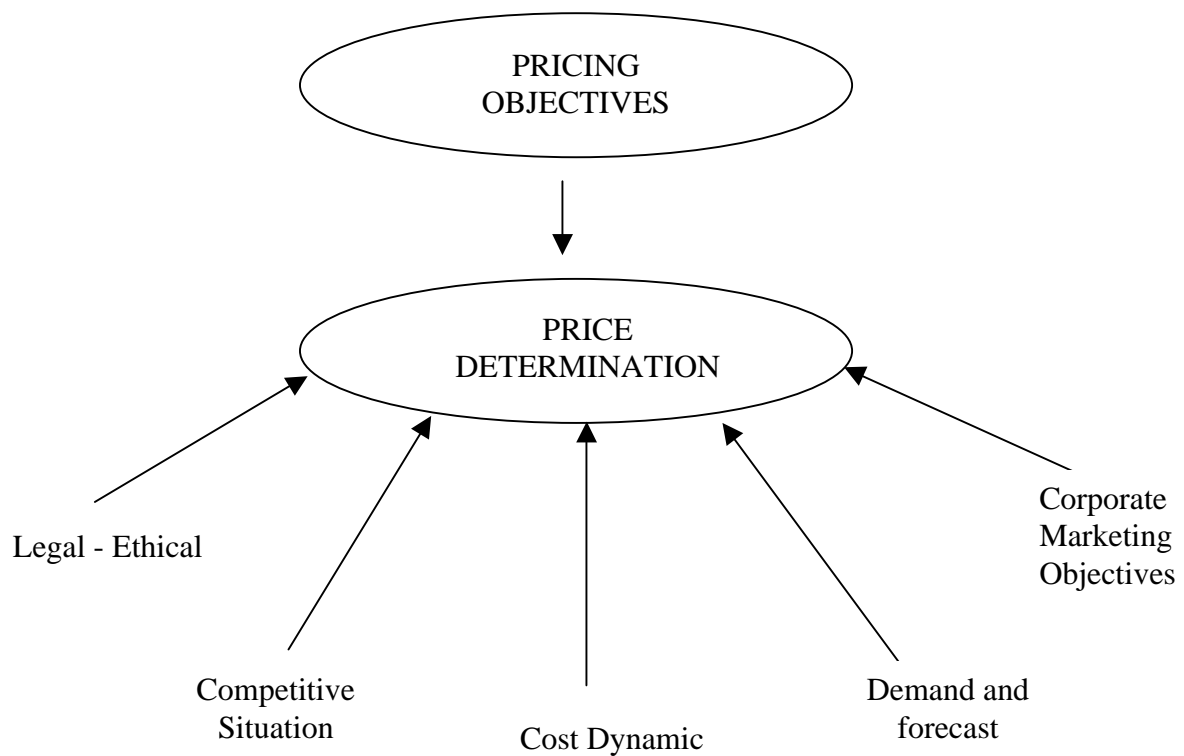 PRICING
OBJECTIVES
PRICE
DETERMINATION
Legal - Ethical
Competitive
Situation
Cost Dynamic
Demand and
forecast
Corporate
Marketing
Objectives